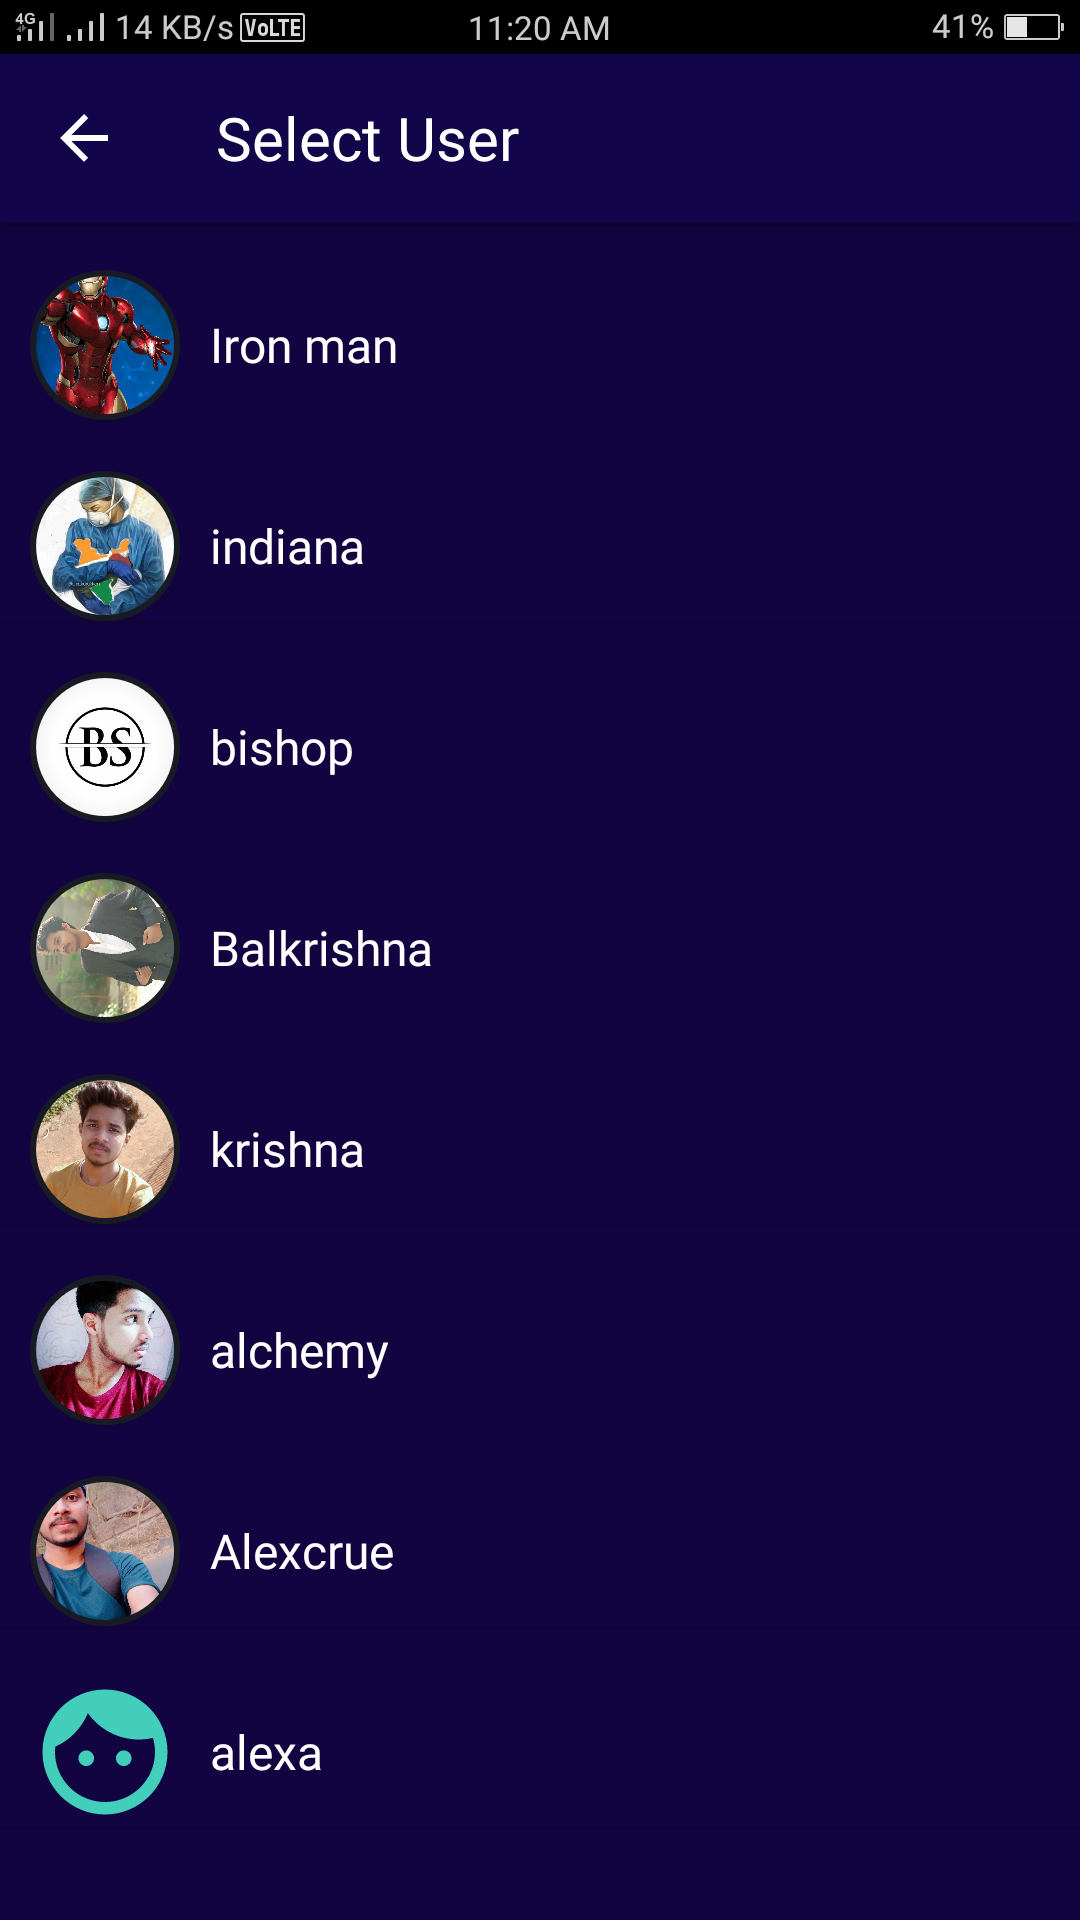 4G 14 KB/s VoLTE 11:20 AM 41%
Select User
Iron man
indiana
BS
bishop
Balkrishna
krishna
alchemy
Alexcrue
alexa